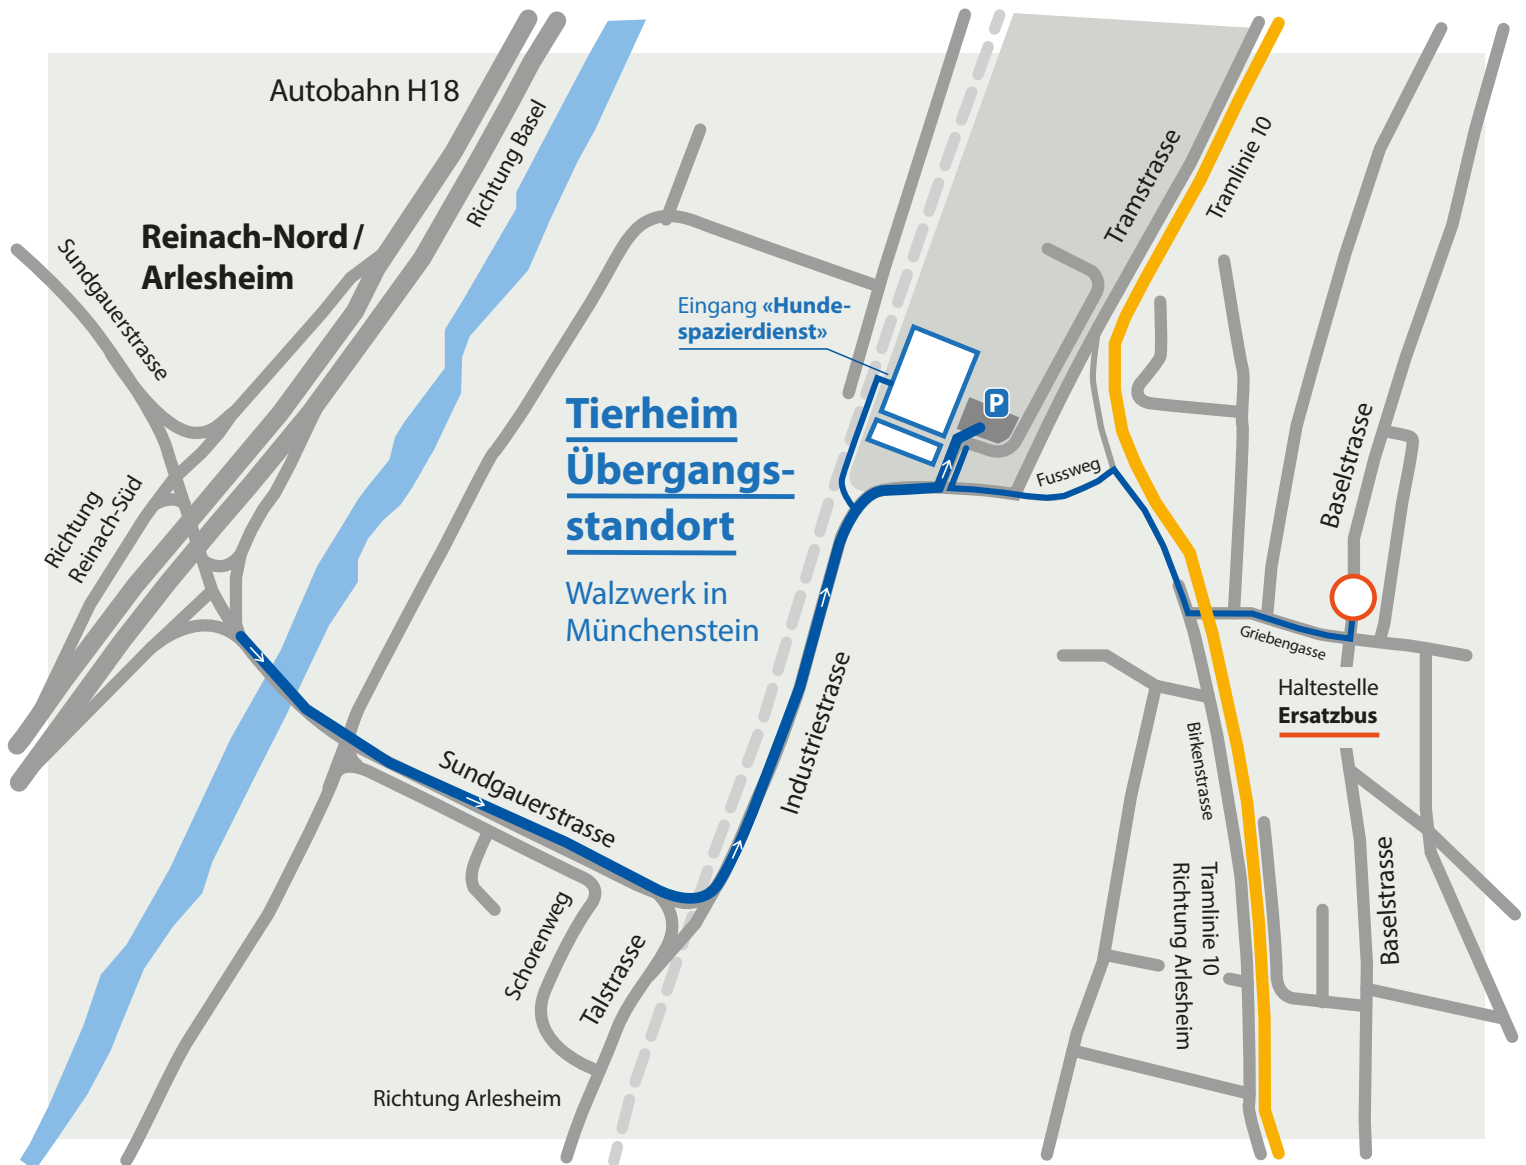 Autobahn H18
Richtung Basel
Reinach-Nord /
Arlesheim
Sundgauerstrasse
Richtung
Reinach-Süd
Tramstrasse
Tramlinie 10
Eingang «Hunde-
spazierdienst»
P
Tierheim
Übergangs-
standort
Walzwerk in
Münchenstein
Fussweg
Baselstrasse
Griebengasse
Haltestelle
Ersatzbus
Industriestrasse
Birkenstrasse
Sundgauerstrasse
Schorenweg
Talstrasse
Tramlinie 10
Richtung Arlesheim
Baselstrasse
Richtung Arlesheim